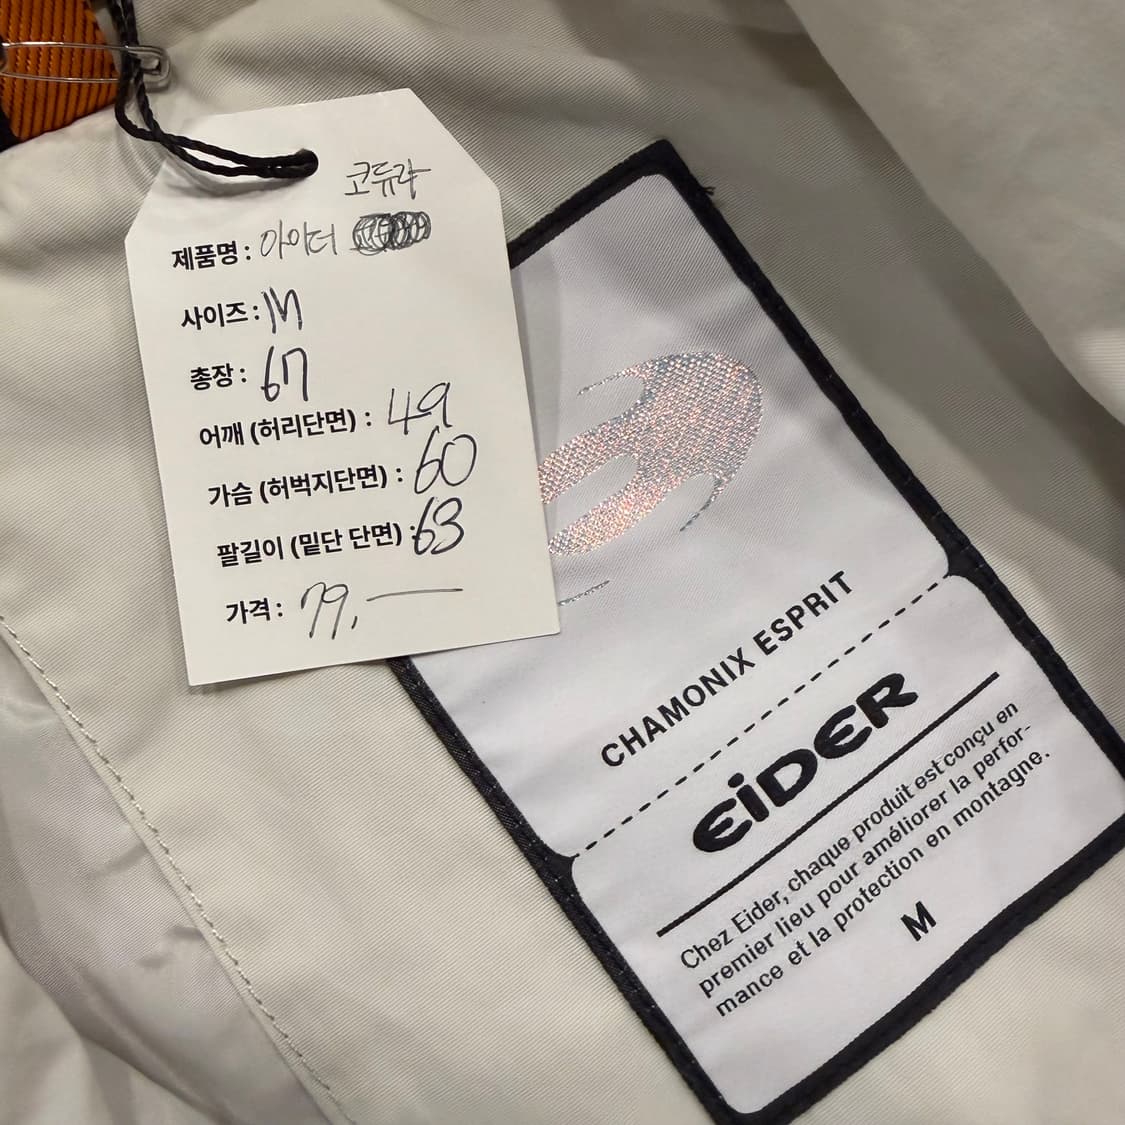 코듀라
제품명 : 아이더
사이즈 : M
총장 : 67
어깨 (허리단면) : 49
가슴 (허벅지단면) : 60
팔길이 (밑단 단면) : 63
가격 : 79,—
CHAMONIX ESPRIT
EiDER
Chez Eider, chaque produit est conçu en
premier lieu pour améliorer la perfor-
mance et la protection en montagne.
M